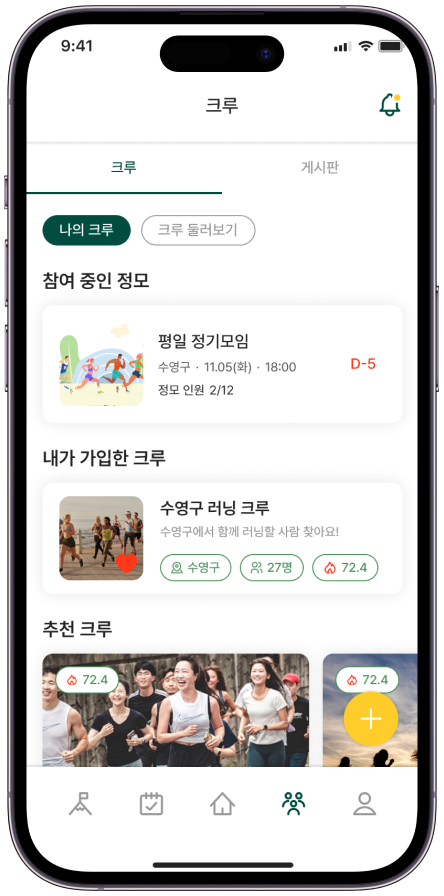 9:41
크루
크루 게시판
나의 크루 크루 둘러보기
참여 중인 정모
평일 정기모임
수영구 · 11.05(화) · 18:00
D-5
정모 인원 2/12
내가 가입한 크루
수영구 러닝 크루
수영구에서 함께 러닝할 사람 찾아요!
수영구 27명 72.4
추천 크루
72.4 72.4